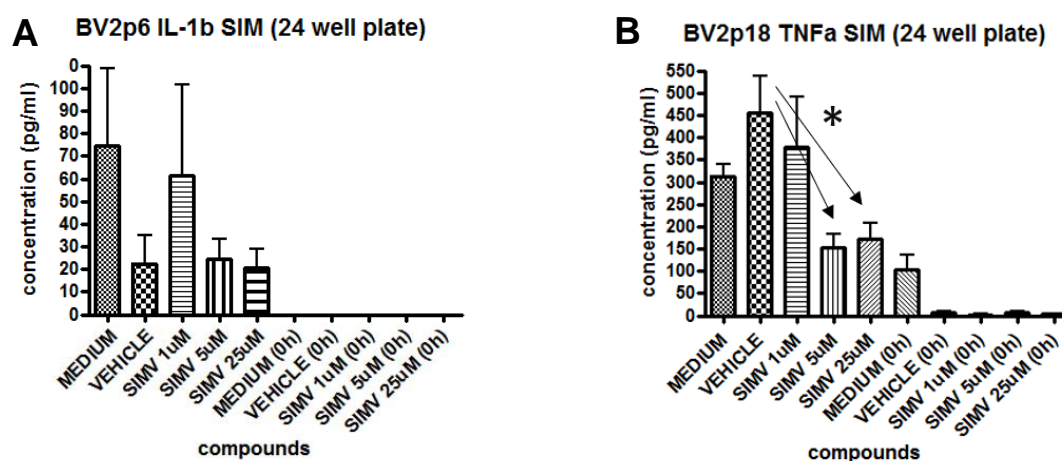 A
BV2p6 IL-1b SIM (24 well plate)
concentration (pg/ml)
0
100
90
80
70
60
50
40
30
20
10
0
MEDIUM
VEHICLE
SIMV 1uM
SIMV 5uM
SIMV 25uM
MEDIUM (0h)
VEHICLE (0h)
SIMV 1uM (0h)
SIMV 5uM (0h)
SIMV 25uM (0h)
compounds
B
BV2p18 TNFa SIM (24 well plate)
concentration (pg/ml)
550
500
450
400
350
300
250
200
150
100
50
0
*
MEDIUM
VEHICLE
SIMV 1uM
SIMV 5uM
SIMV 25uM
MEDIUM (0h)
VEHICLE (0h)
SIMV 1uM (0h)
SIMV 5uM (0h)
SIMV 25uM (0h)
compounds